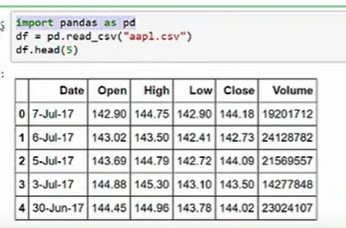 import pandas as pd
df = pd.read_csv("aapl.csv")
df.head(5)
Date Open High Low Close Volume
0 7-Jul-17 142.90 144.75 142.90 144.18 19201712
1 6-Jul-17 143.02 143.50 142.41 142.73 24128782
2 5-Jul-17 143.69 144.79 142.72 144.09 21569557
3 3-Jul-17 144.88 145.30 143.10 143.50 14277848
4 30-Jun-17 144.45 144.96 143.78 144.02 23024107